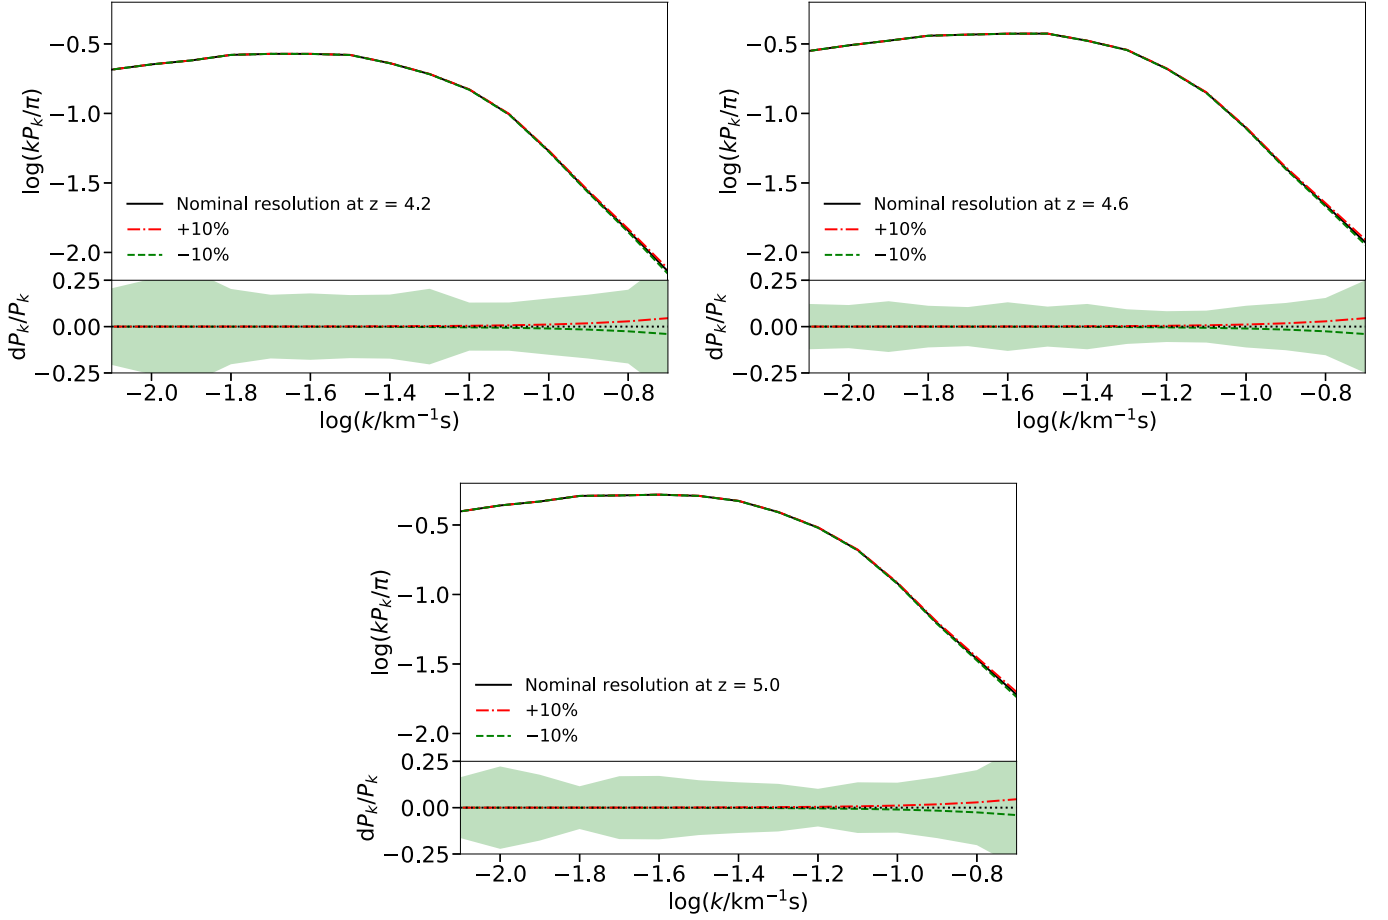 −0.5
−1.0
−1.5
−2.0
log(kP_k/π)
Nominal resolution at z = 4.2
+10%
−10%
0.25
0.00
−0.25
dP_k/P_k
−2.0 −1.8 −1.6 −1.4 −1.2 −1.0 −0.8
log(k/km⁻¹s)
−0.5
−1.0
−1.5
−2.0
log(kP_k/π)
Nominal resolution at z = 4.6
+10%
−10%
0.25
0.00
−0.25
dP_k/P_k
−2.0 −1.8 −1.6 −1.4 −1.2 −1.0 −0.8
log(k/km⁻¹s)
−0.5
−1.0
−1.5
−2.0
log(kP_k/π)
Nominal resolution at z = 5.0
+10%
−10%
0.25
0.00
−0.25
dP_k/P_k
−2.0 −1.8 −1.6 −1.4 −1.2 −1.0 −0.8
log(k/km⁻¹s)